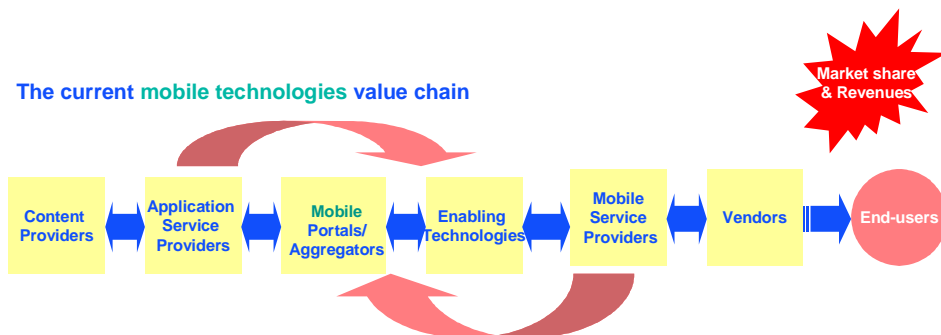 Market share
& Revenues
The current mobile technologies value chain
Content
Providers
Application
Service
Providers
Mobile
Portals/
Aggregators
Enabling
Technologies
Mobile
Service
Providers
Vendors
End-users